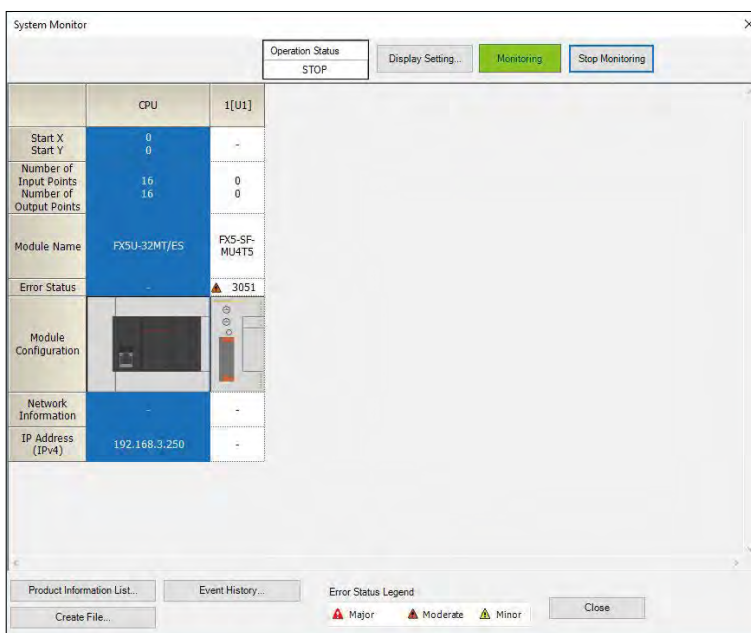 System Monitor
Operation Status
STOP
Display Setting...
Monitoring
Stop Monitoring
CPU
1[U1]
Start X
Start Y
0
0
-
Number of
Input Points
Number of
Output Points
16
16
0
0
Module Name
FX5U-32MT/ES
FX5-SF-
MU4T5
Error Status
-
3051
Module
Configuration
Network
Information
-
-
IP Address
(IPv4)
192.168.3.250
-
Product Information List...
Event History...
Create File...
Error Status Legend
Major
Moderate
Minor
Close